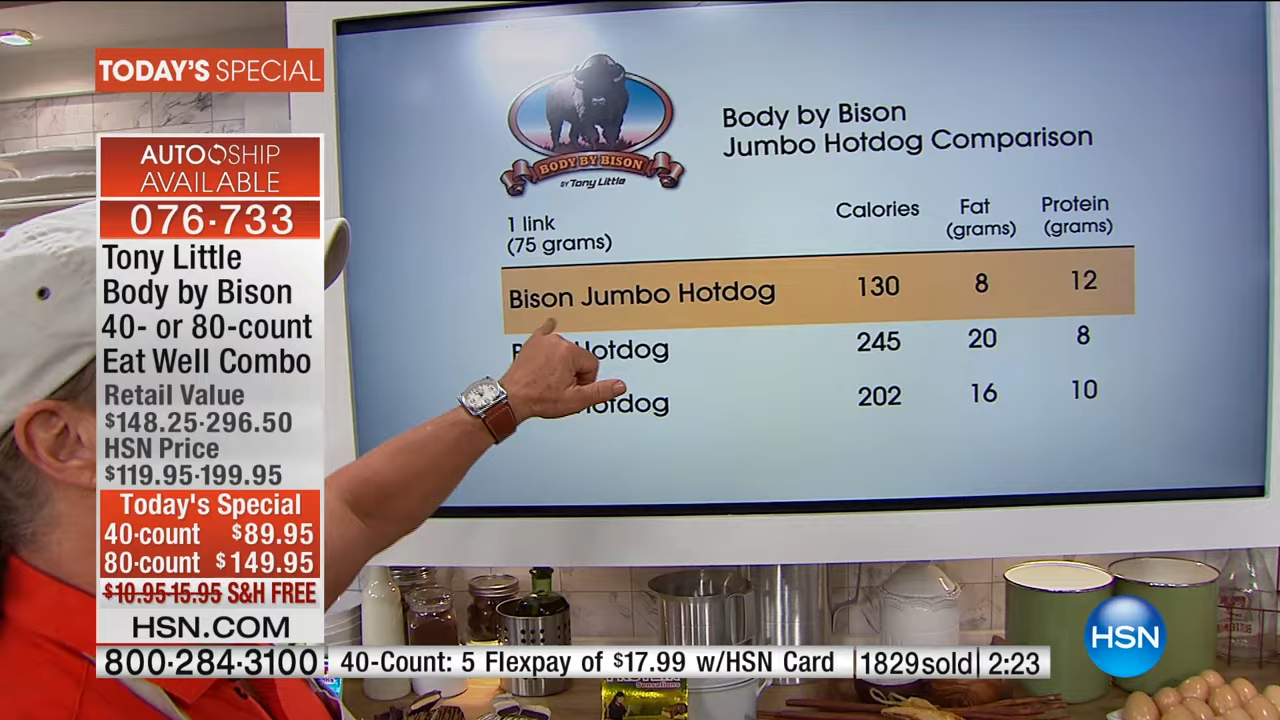 TODAY'S SPECIAL
AUTOSHIP
AVAILABLE
076•733
Tony Little
Body by Bison
40- or 80-count
Eat Well Combo
Retail Value
$148.25-296.50
HSN Price
$119.95-199.95
Today's Special
40-count $89.95
80-count $149.95
$10.95-15.95 S&H FREE
HSN.COM
800•284•3100
40-Count: 5 Flexpay of $17.99 w/HSN Card
1829sold
2:23
HSN
BODY BY BISON
BY Tony Little
Body by Bison
Jumbo Hotdog Comparison
1 link
(75 grams)
Calories
Fat
(grams)
Protein
(grams)
Bison Jumbo Hotdog 130 8 12
Hotdog 245 20 8
Hotdog 202 16 10